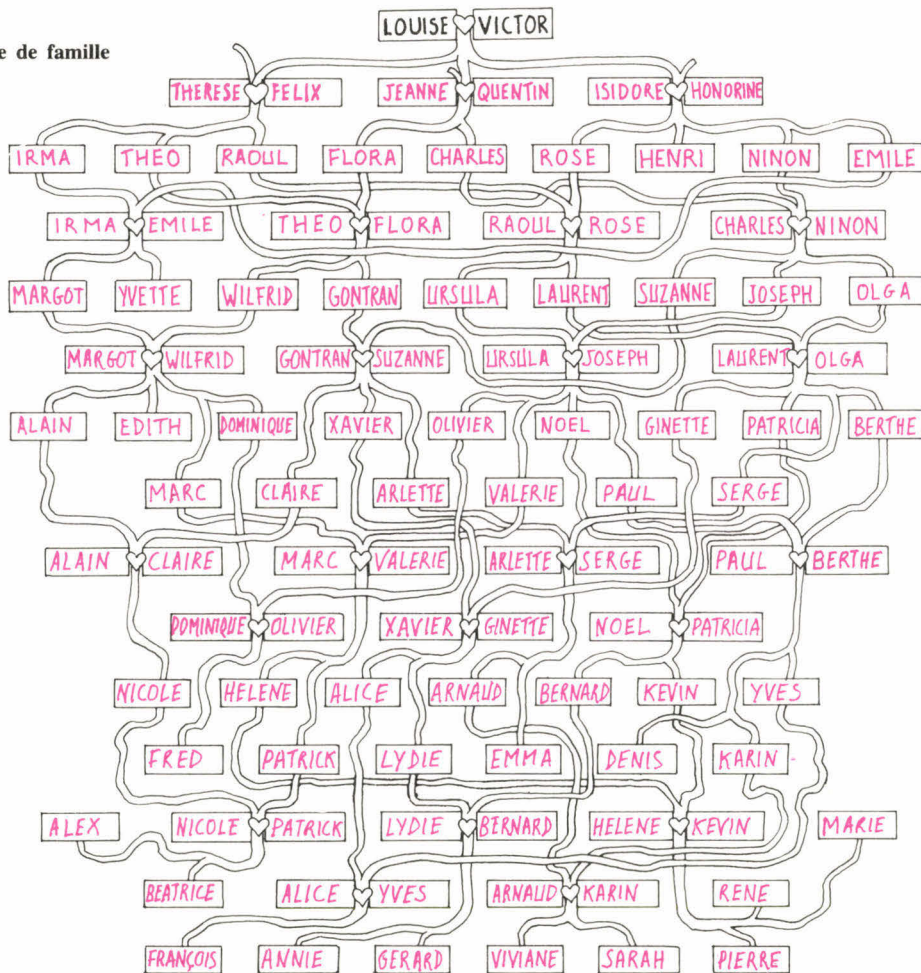 LOUISE VICTOR
e de famille
THERESE FELIX JEANNE QUENTIN ISIDORE HONORINE
IRMA THEO RAOUL FLORA CHARLES ROSE HENRI NINON EMILE
IRMA EMILE THEO FLORA RAOUL ROSE CHARLES NINON
MARGOT YVETTE WILFRID GONTRAN URSULA LAURENT SUZANNE JOSEPH OLGA
MARGOT WILFRID GONTRAN SUZANNE URSULA JOSEPH LAURENT OLGA
ALAIN EDITH DOMINIQUE XAVIER OLIVIER NOEL GINETTE PATRICIA BERTHE
MARC CLAIRE ARLETTE VALERIE PAUL SERGE
ALAIN CLAIRE MARC VALERIE ARLETTE SERGE PAUL BERTHE
DOMINIQUE OLIVIER XAVIER GINETTE NOEL PATRICIA
NICOLE HELENE ALICE ARNAUD BERNARD KEVIN YVES
FRED PATRICK LYDIE EMMA DENIS KARIN
ALEX NICOLE PATRICK LYDIE BERNARD HELENE KEVIN MARIE
BEATRICE ALICE YVES ARNAUD KARIN RENE
FRANÇOIS ANNIE GERARD VIVIANE SARAH PIERRE